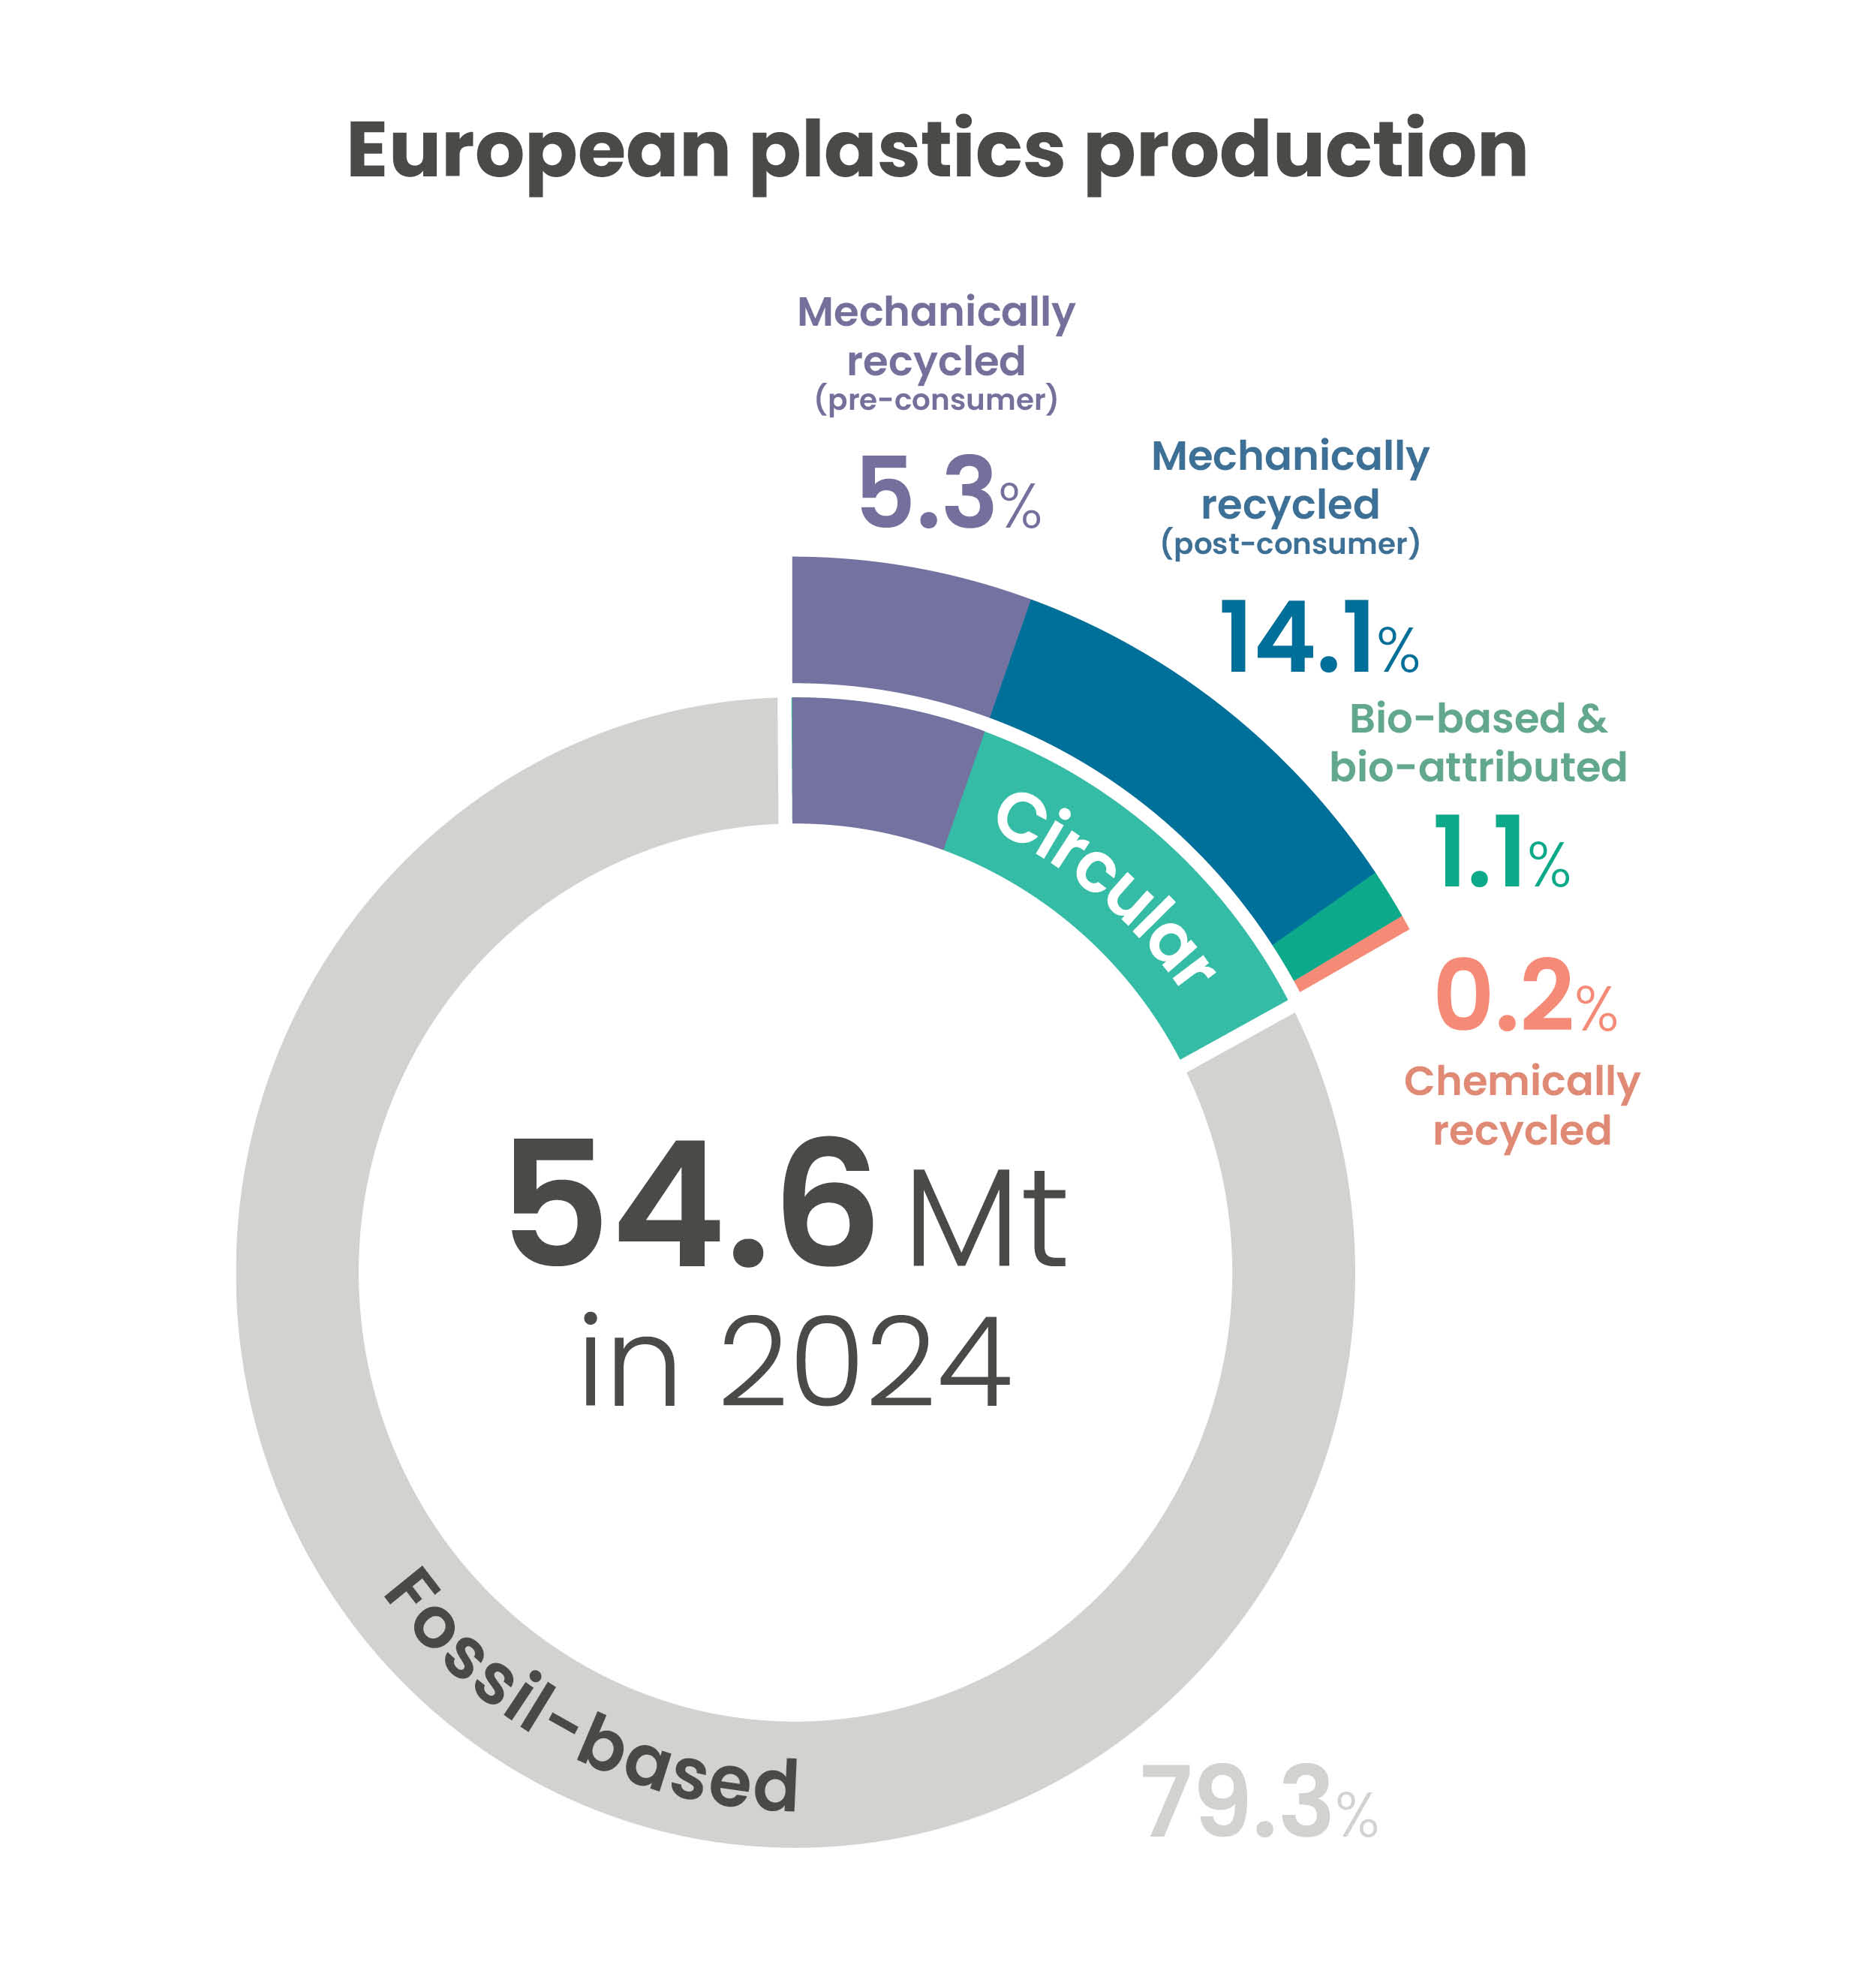 European plastics production
Mechanically
recycled
(pre-consumer)
5.3%
Mechanically
recycled
(post-consumer)
14.1%
Bio-based &
bio-attributed
1.1%
0.2%
Chemically
recycled
Circular
54.6 Mt
in 2024
Fossil-based
79.3%